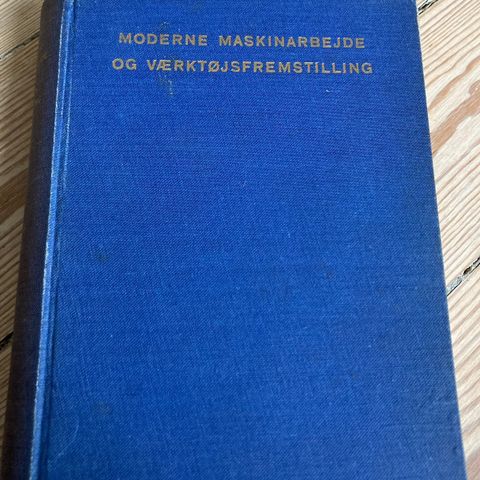 MODERNE MASKINARBEJDE
OG VÆRKTØJSFREMSTILLING